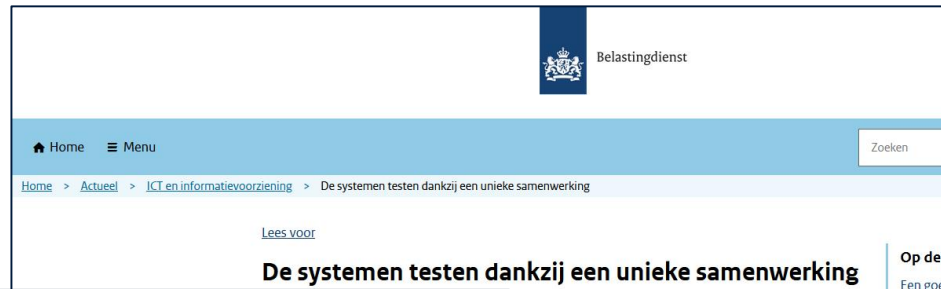 Belastingdienst
Home Menu Zoeken
Home > Actueel > ICT en informatievoorziening > De systemen testen dankzij een unieke samenwerking
Lees voor
De systemen testen dankzij een unieke samenwerking
Op de
Een